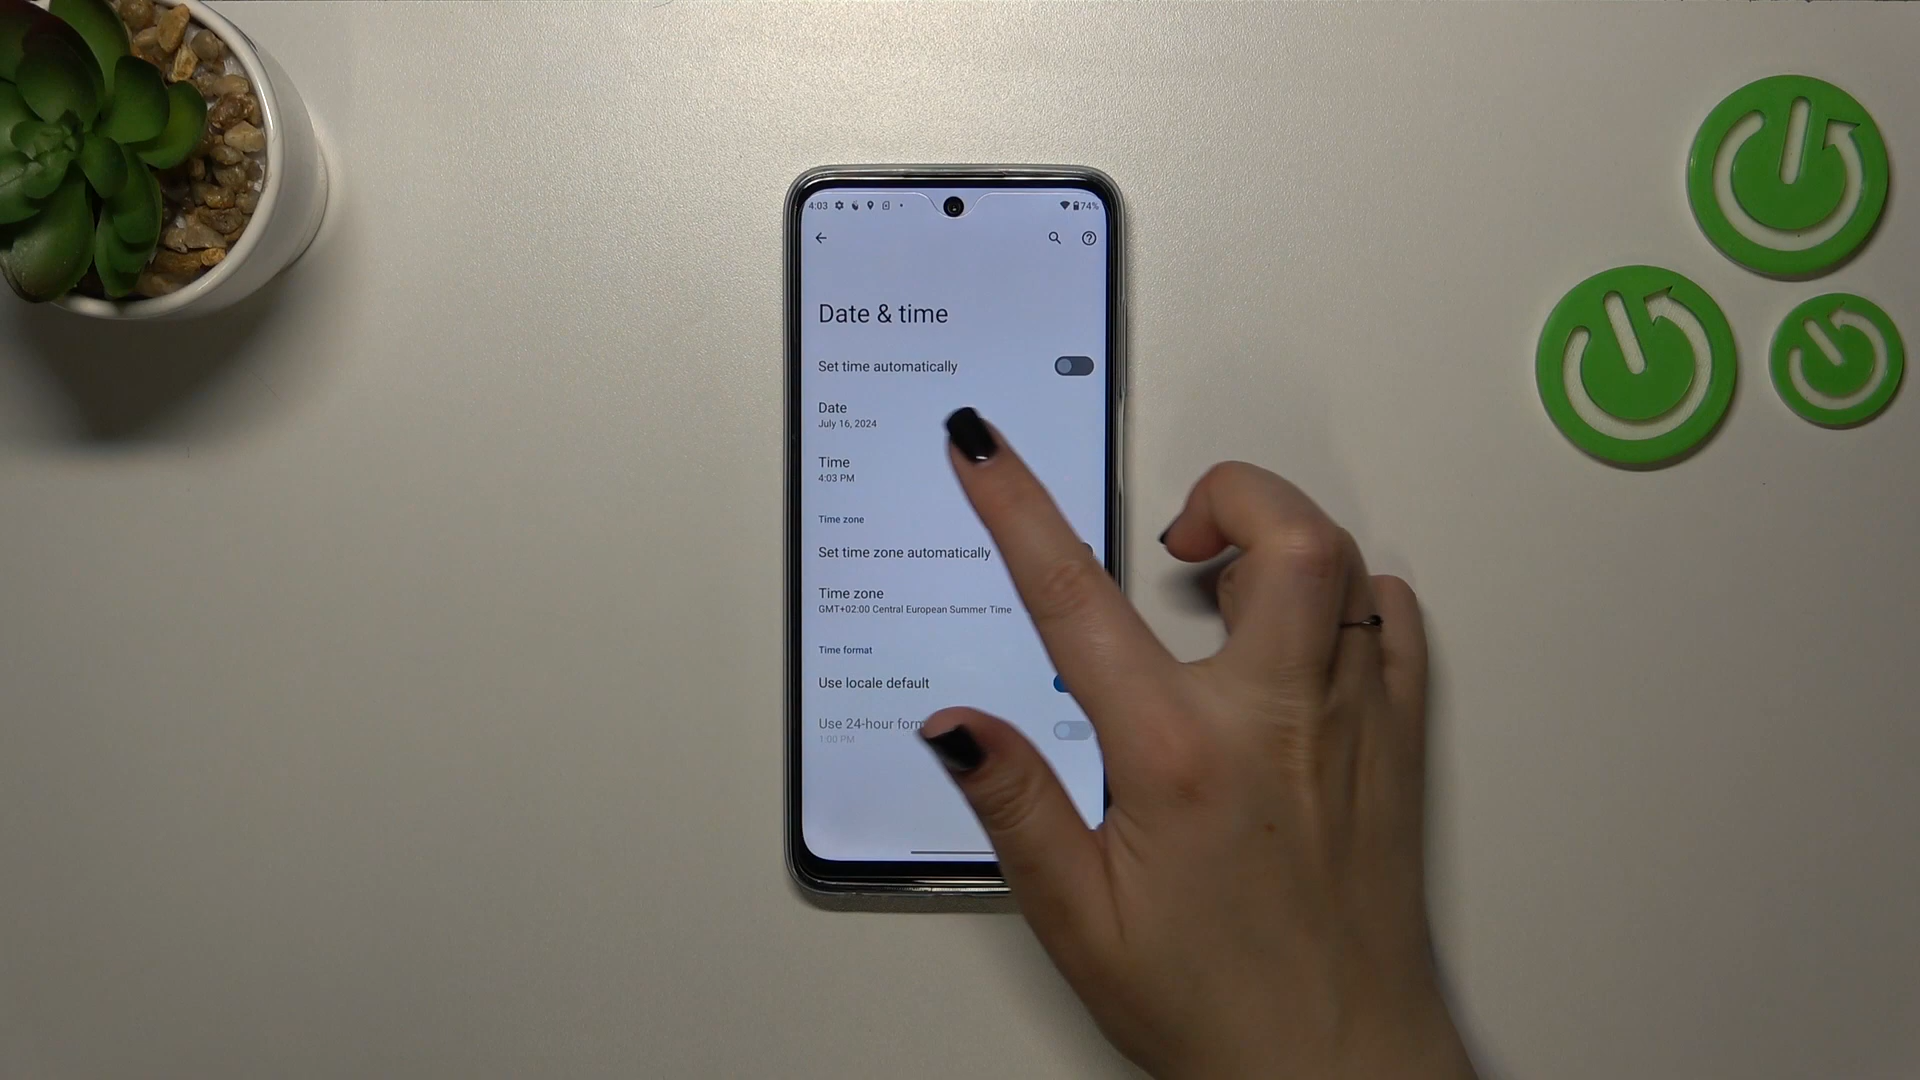 4:03 74%
Date & time
Set time automatically
Date
July 16, 2024
Time
4:03 PM
Time zone
Set time zone automatically
Time zone
GMT+02:00 Central European Summer Time
Time format
Use locale default
Use 24-hour
1:00 PM